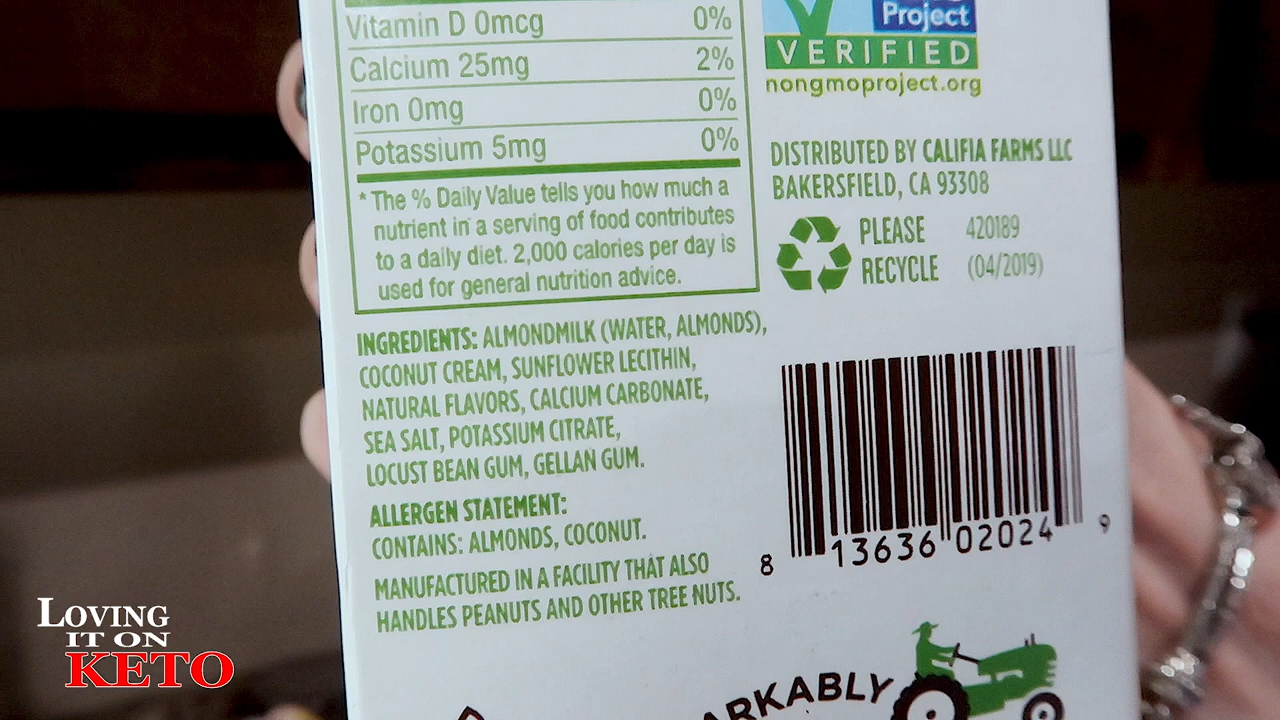 Vitamin D 0mcg 0%
Calcium 25mg 2%
Iron 0mg 0%
Potassium 5mg 0%
* The % Daily Value tells you how much a
nutrient in a serving of food contributes
to a daily diet. 2,000 calories per day is
used for general nutrition advice.
INGREDIENTS: ALMONDMILK (WATER, ALMONDS),
COCONUT CREAM, SUNFLOWER LECITHIN,
NATURAL FLAVORS, CALCIUM CARBONATE,
SEA SALT, POTASSIUM CITRATE,
LOCUST BEAN GUM, GELLAN GUM.
ALLERGEN STATEMENT:
CONTAINS: ALMONDS, COCONUT.
MANUFACTURED IN A FACILITY THAT ALSO
HANDLES PEANUTS AND OTHER TREE NUTS.
Project
VERIFIED
nongmoproject.org
DISTRIBUTED BY CALIFIA FARMS LLC
BAKERSFIELD, CA 93308
PLEASE 420189
RECYCLE (04/2019)
8 13636 02024 9
ARKABLY
LOVING
IT ON
KETO